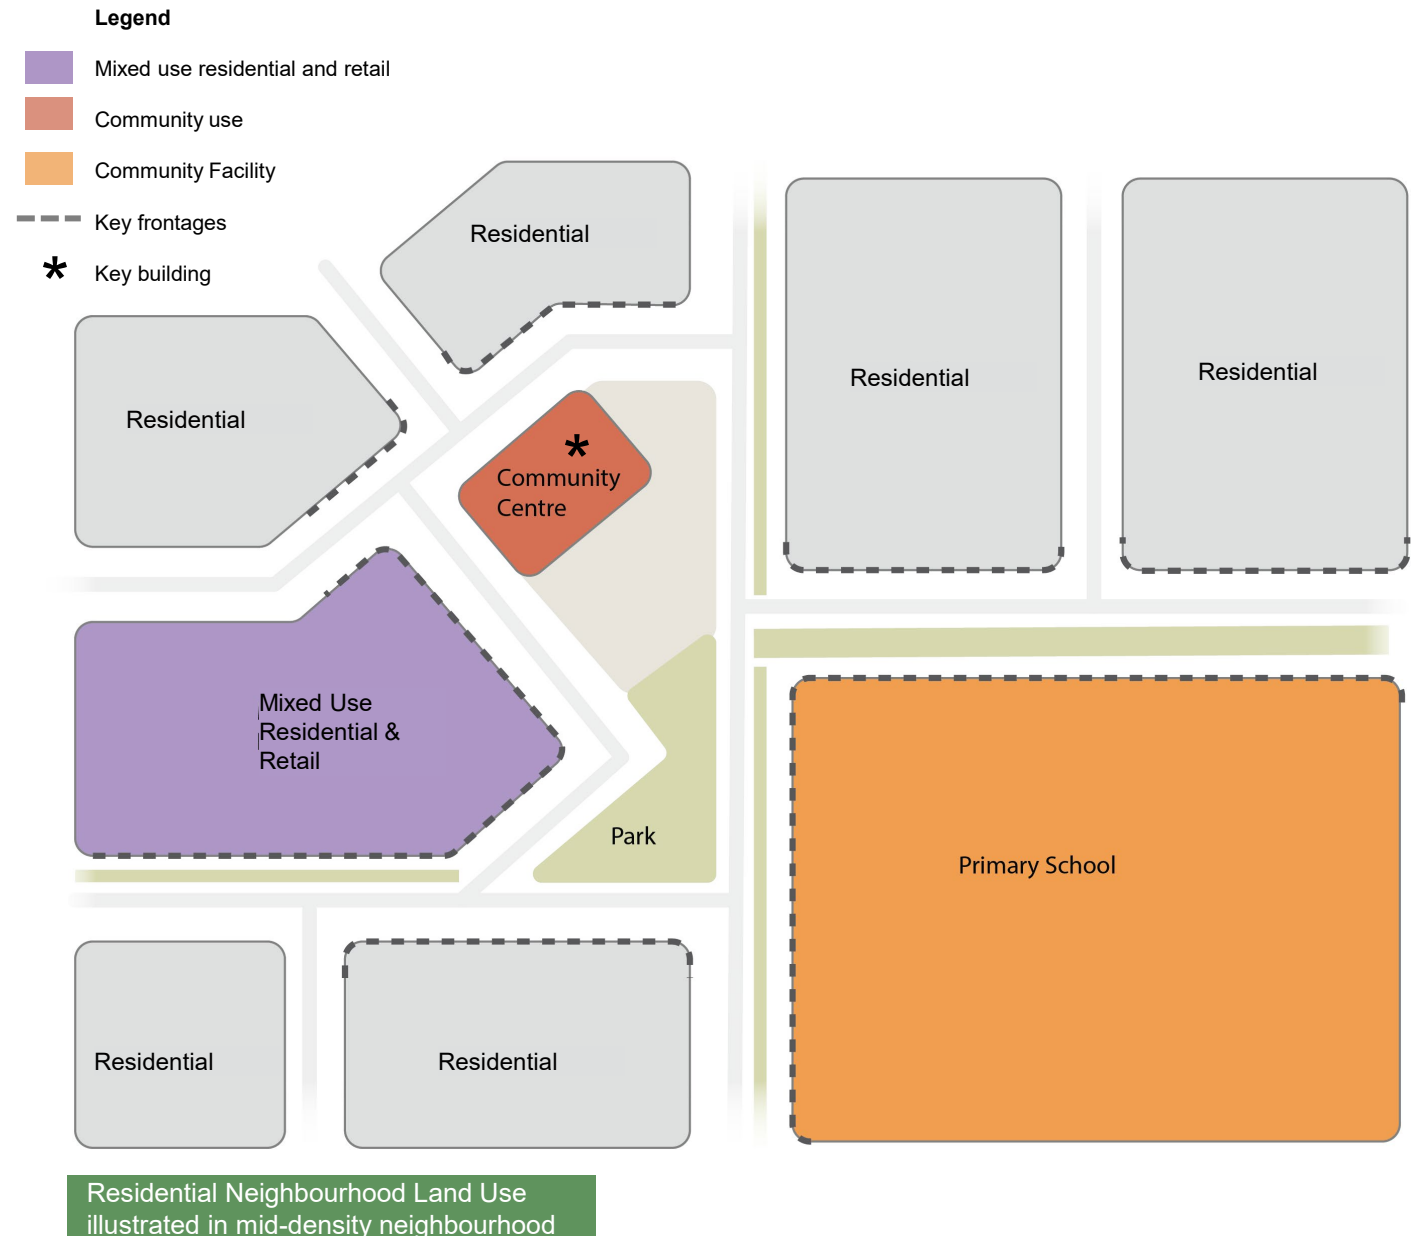 Legend
Mixed use residential and retail
Community use
Community Facility
Key frontages
* Key building
Residential
Residential
Residential
Residential
* Community
Centre
Mixed Use
Residential &
Retail
Park
Primary School
Residential
Residential
Residential Neighbourhood Land Use
illustrated in mid-density neighbourhood